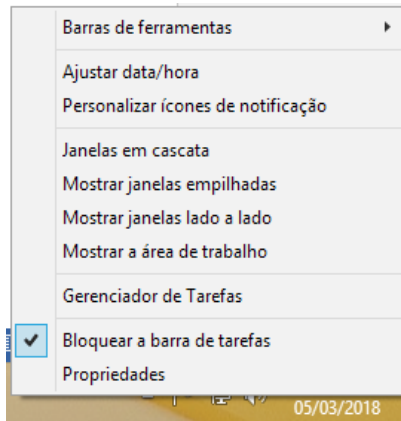 Barras de ferramentas
Ajustar data/hora
Personalizar ícones de notificação
Janelas em cascata
Mostrar janelas empilhadas
Mostrar janelas lado a lado
Mostrar a área de trabalho
Gerenciador de Tarefas
Bloquear a barra de tarefas
Propriedades
05/03/2018